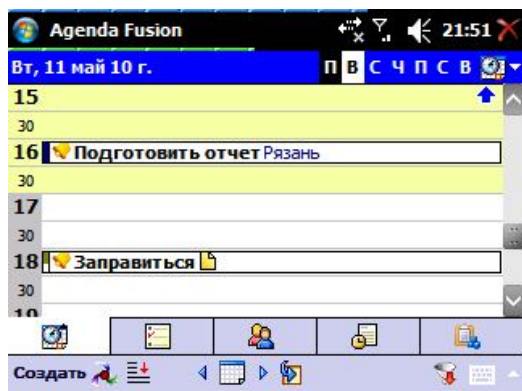 Agenda Fusion 21:51
Вт, 11 май 10 г. П В С Ч П С В
15
30
16 Подготовить отчет Рязань
30
17
30
18 Заправиться
30
19
Создать